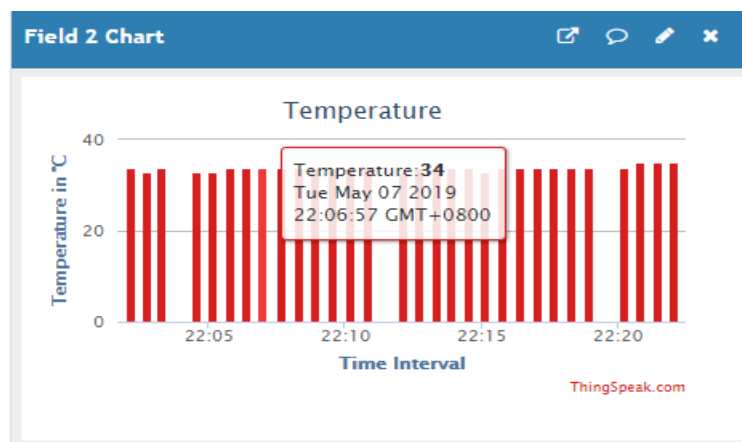 Field 2 Chart
Temperature
40
Temperature:34
Tue May 07 2019
22:06:57 GMT+0800
Temperature in °C
20
0
22:05 22:10 22:15 22:20
Time Interval
ThingSpeak.com